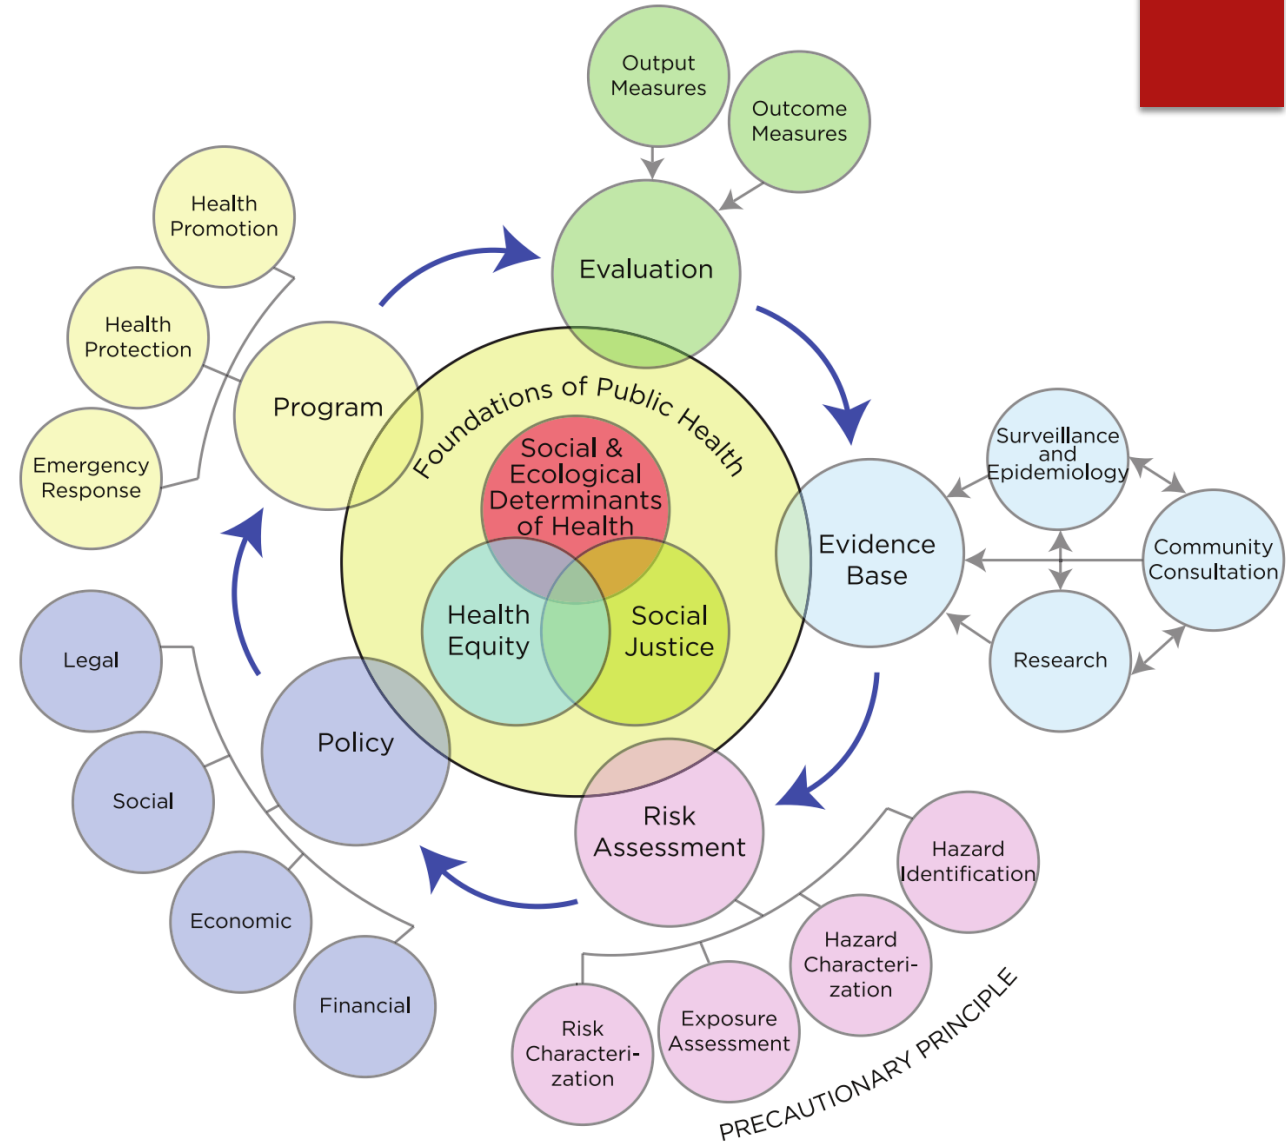 Output
Measures
Outcome
Measures
Evaluation
Health
Promotion
Health
Protection
Emergency
Response
Program
Foundations of Public Health
Social &
Ecological
Determinants
of Health
Health
Equity
Social
Justice
Evidence
Base
Surveillance
and
Epidemiology
Community
Consultation
Research
Legal
Social
Economic
Financial
Policy
Risk
Assessment
Hazard
Identification
Hazard
Characteri-
zation
Exposure
Assessment
Risk
Characteri-
zation
PRECAUTIONARY PRINCIPLE